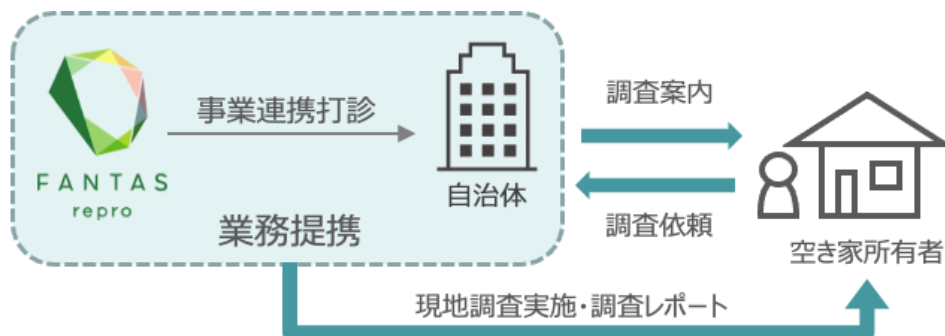 FANTAS
repro
事業連携打診
自治体
業務提携
調査案内
調査依頼
空き家所有者
現地調査実施・調査レポート